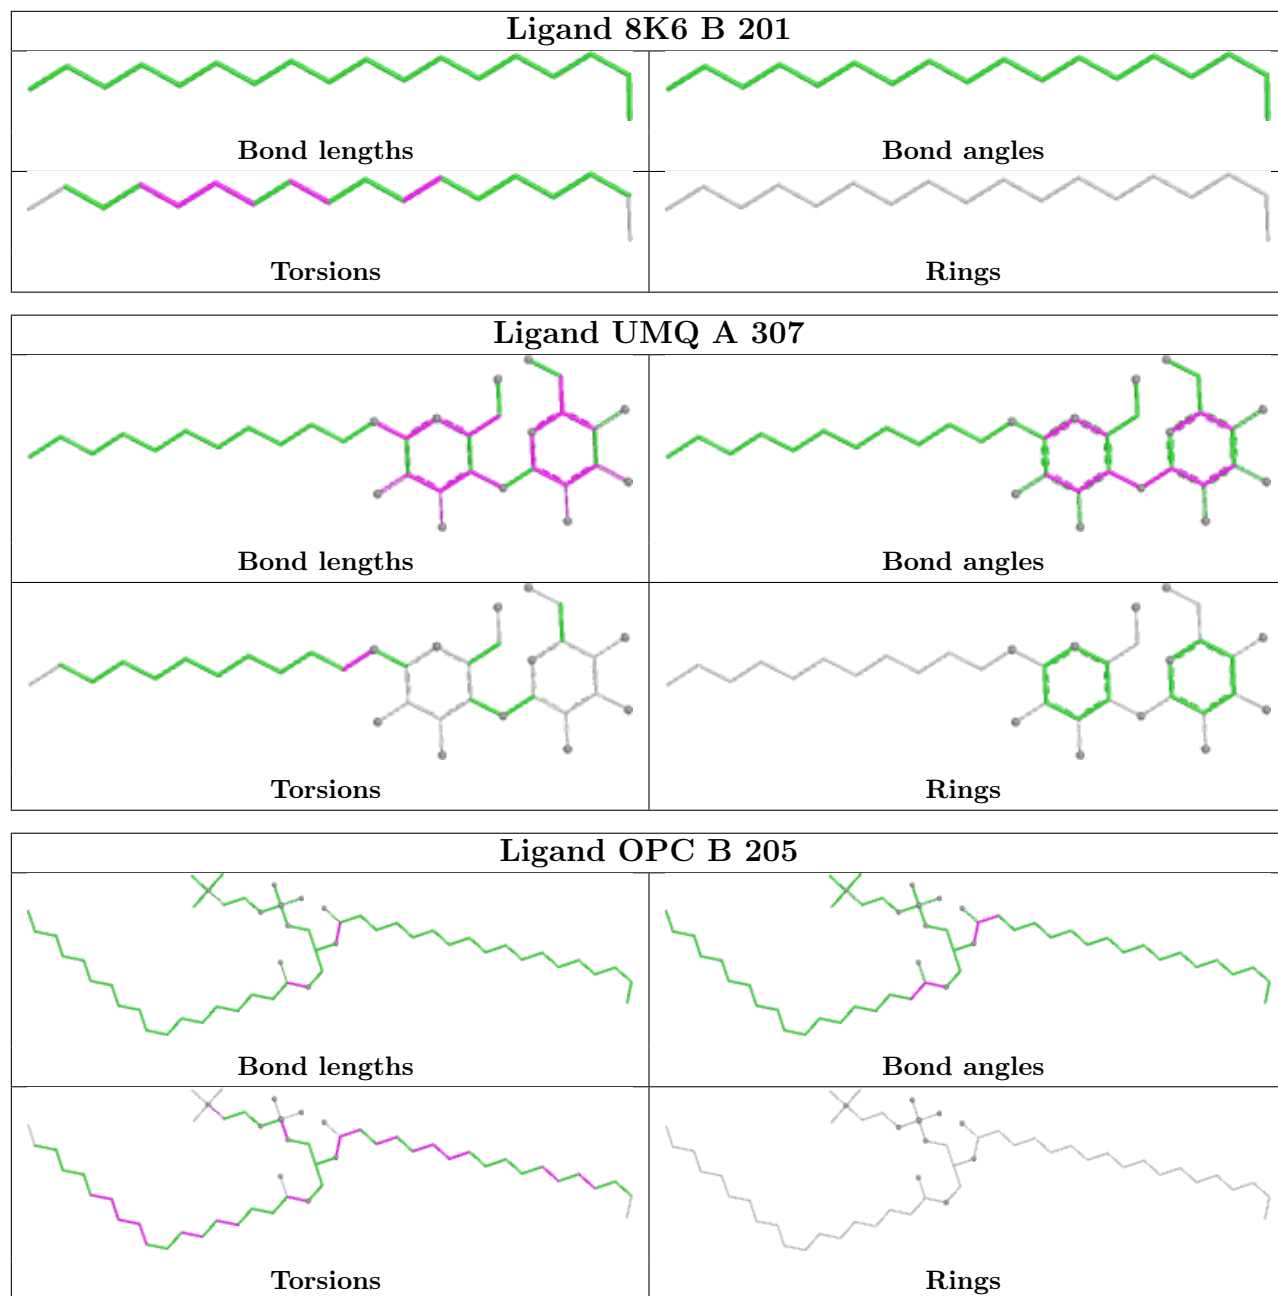 Ligand 8K6 B 201
Bond lengths
Bond angles
Torsions
Rings
Ligand UMQ A 307
Bond lengths
Bond angles
Torsions
Rings
Ligand OPC B 205
Bond lengths
Bond angles
Torsions
Rings